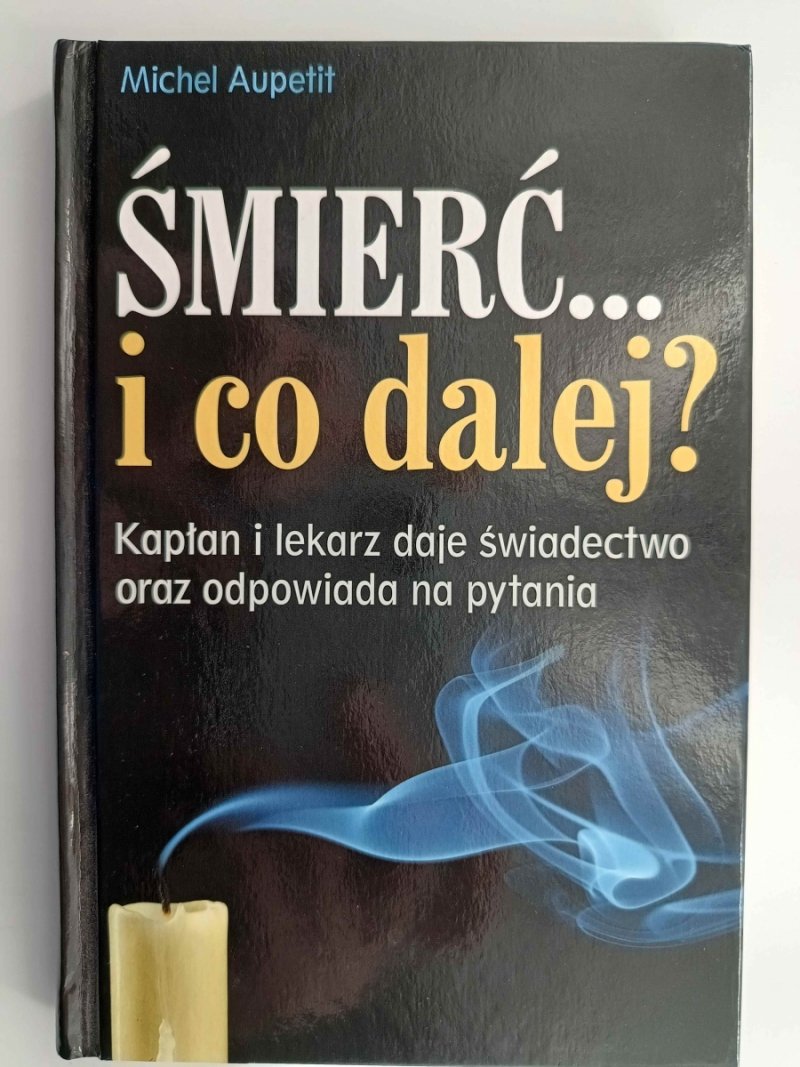 Michel Aupetit
ŚMIERĆ...
i co dalej?
Kapłan i lekarz daje świadectwo
oraz odpowiada na pytania